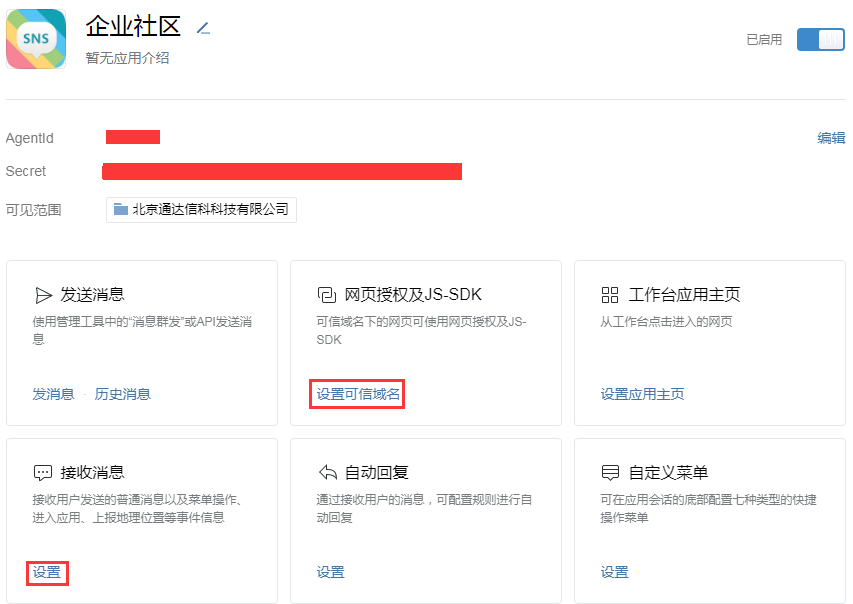 SNS
企业社区
暂无应用介绍
已启用
AgentId
编辑
Secret
可见范围
北京通达信科科技有限公司
发送消息
使用管理工具中的“消息群发”或API发送消
息
发消息 · 历史消息
网页授权及JS-SDK
可信域名下的网页可使用网页授权及JS-
SDK
设置可信域名
工作台应用主页
从工作台点击进入的网页
设置应用主页
接收消息
接收用户发送的普通消息以及菜单操作、
进入应用、上报地理位置等事件信息
设置
自动回复
通过接收用户的消息，可配置规则进行自
动回复
设置
自定义菜单
可在应用会话的底部配置七种类型的快捷
操作菜单
设置